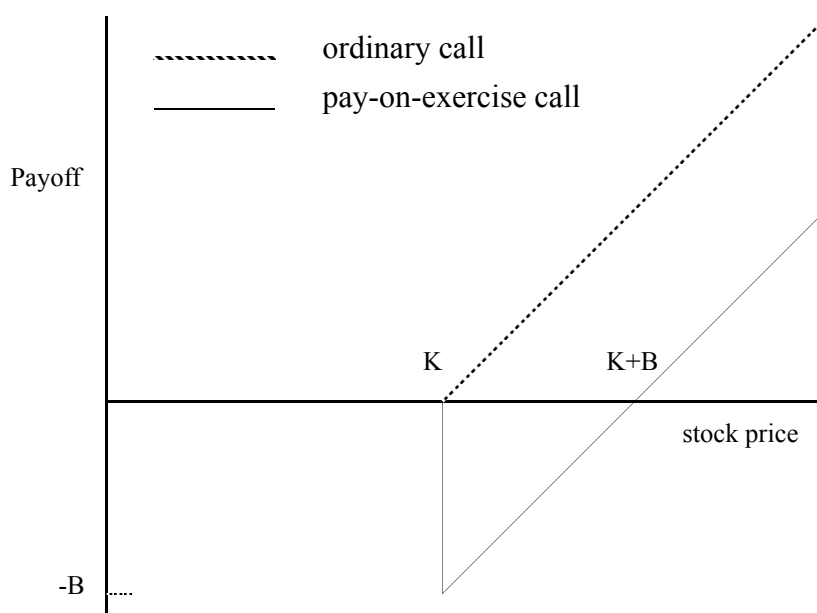 ordinary call
pay-on-exercise call
Payoff
K
K+B
stock price
-B